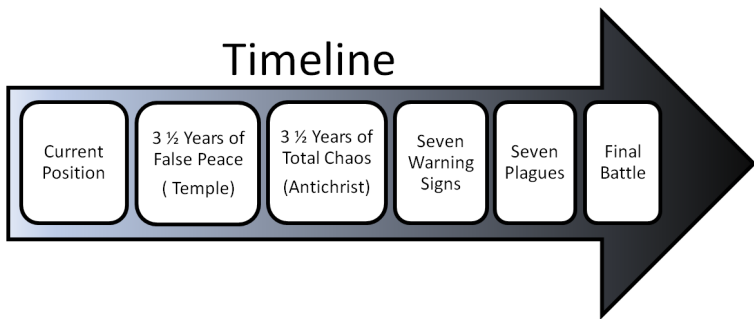 Timeline
Current
Position
3 ½ Years of
False Peace
( Temple)
3 ½ Years of
Total Chaos
(Antichrist)
Seven
Warning
Signs
Seven
Plagues
Final
Battle